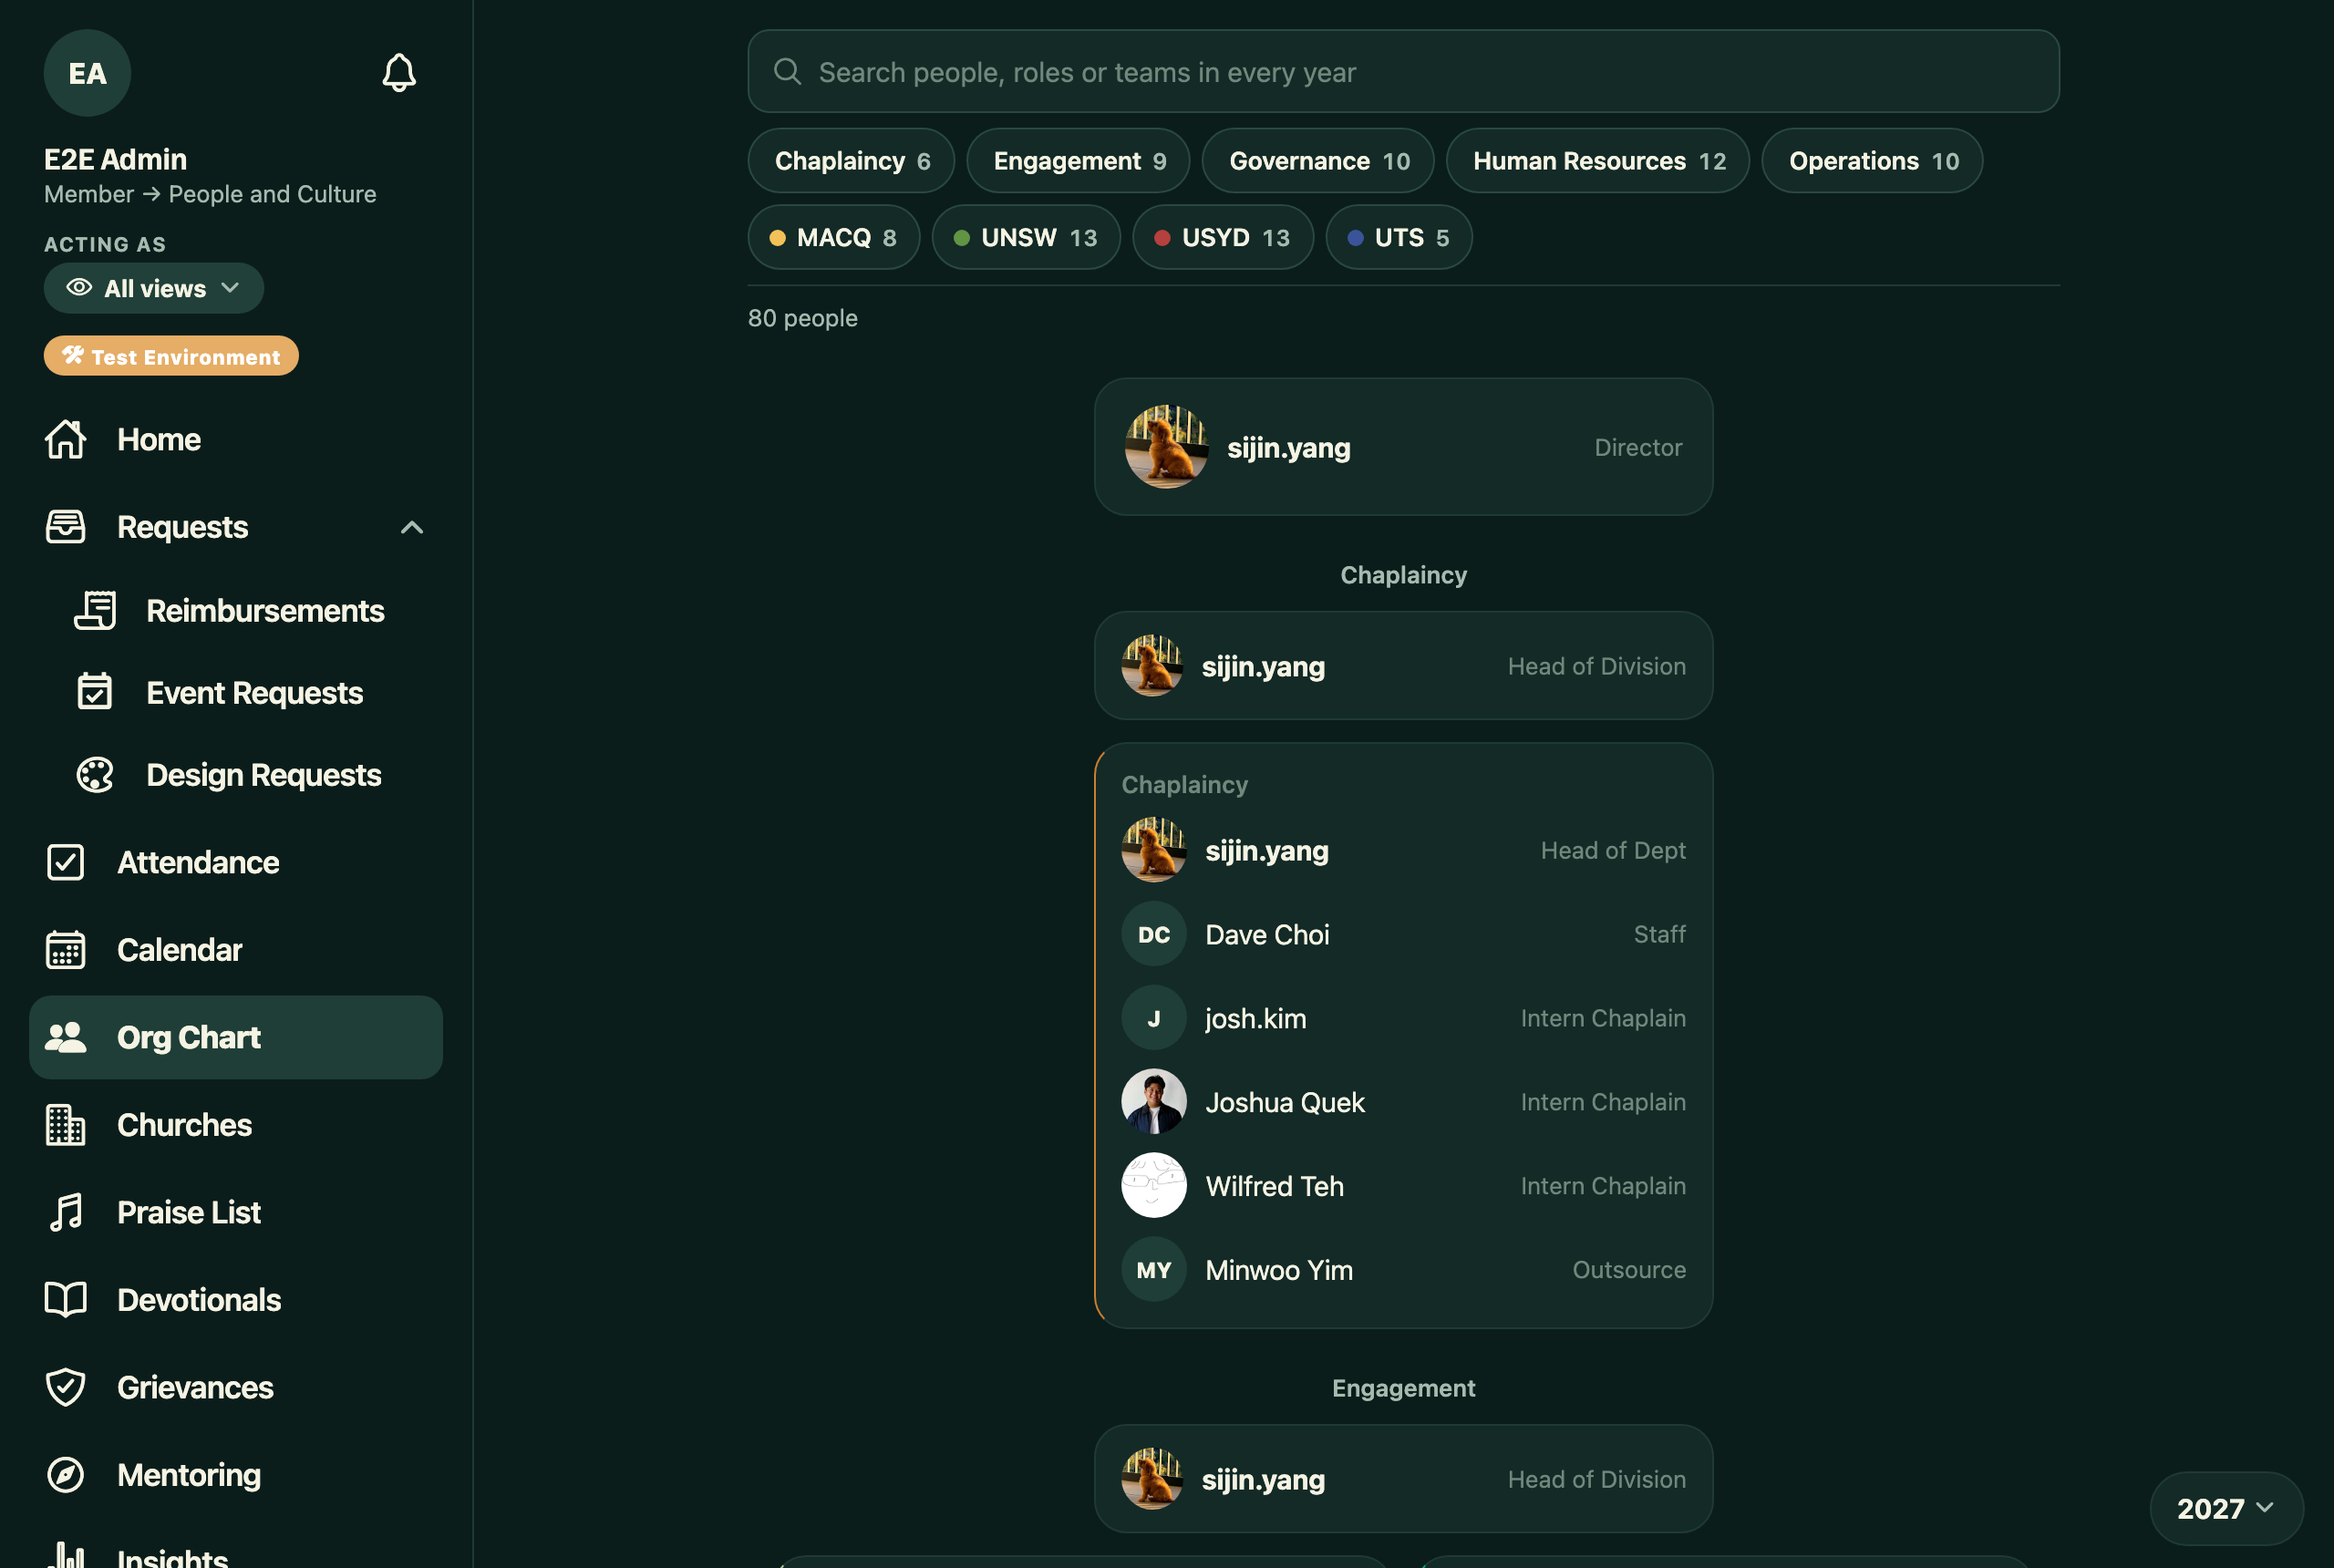 EA
E2E Admin
Member → People and Culture
ACTING AS
All views
Test Environment
Home
Requests
Reimbursements
Event Requests
Design Requests
Attendance
Calendar
Org Chart
Churches
Praise List
Devotionals
Grievances
Mentoring
Insights
Search people, roles or teams in every year
Chaplaincy 6
Engagement 9
Governance 10
Human Resources 12
Operations 10
MACQ 8
UNSW 13
USYD 13
UTS 5
80 people
sijin.yang Director
Chaplaincy
sijin.yang Head of Division
Chaplaincy
sijin.yang Head of Dept
DC Dave Choi Staff
J josh.kim Intern Chaplain
Joshua Quek Intern Chaplain
Wilfred Teh Intern Chaplain
MY Minwoo Yim Outsource
Engagement
sijin.yang Head of Division
2027